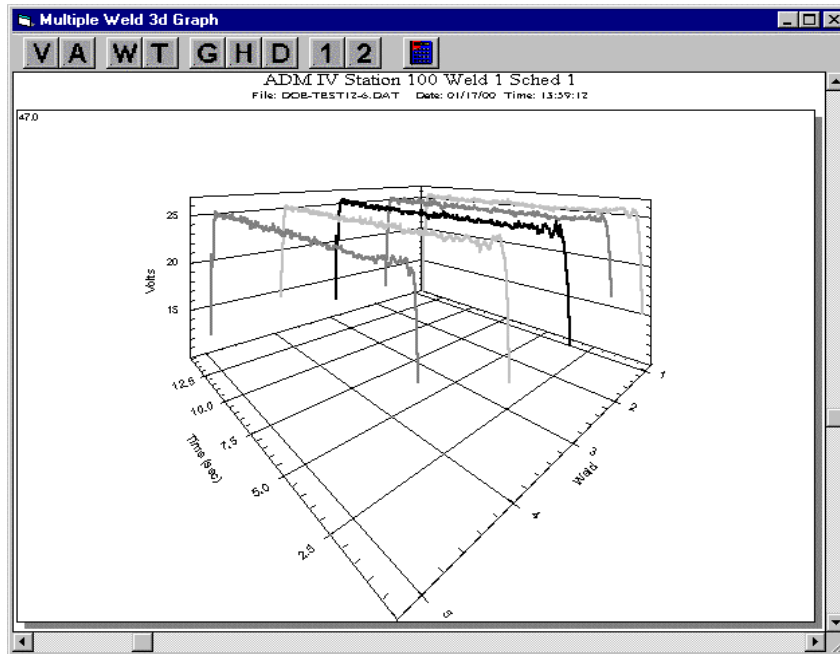 Multiple Weld 3d Graph
V A W T G H D 1 2
ADM IV Station 100 Weld 1 Sched 1
File: DOE-TEST12-6.DAT Date: 01/17/00 Time: 13:59:12
47.0
25
20
15
Volts
12.5
10.0
7.5
5.0
2.5
Time (sec)
1
2
3
4
5
Weld